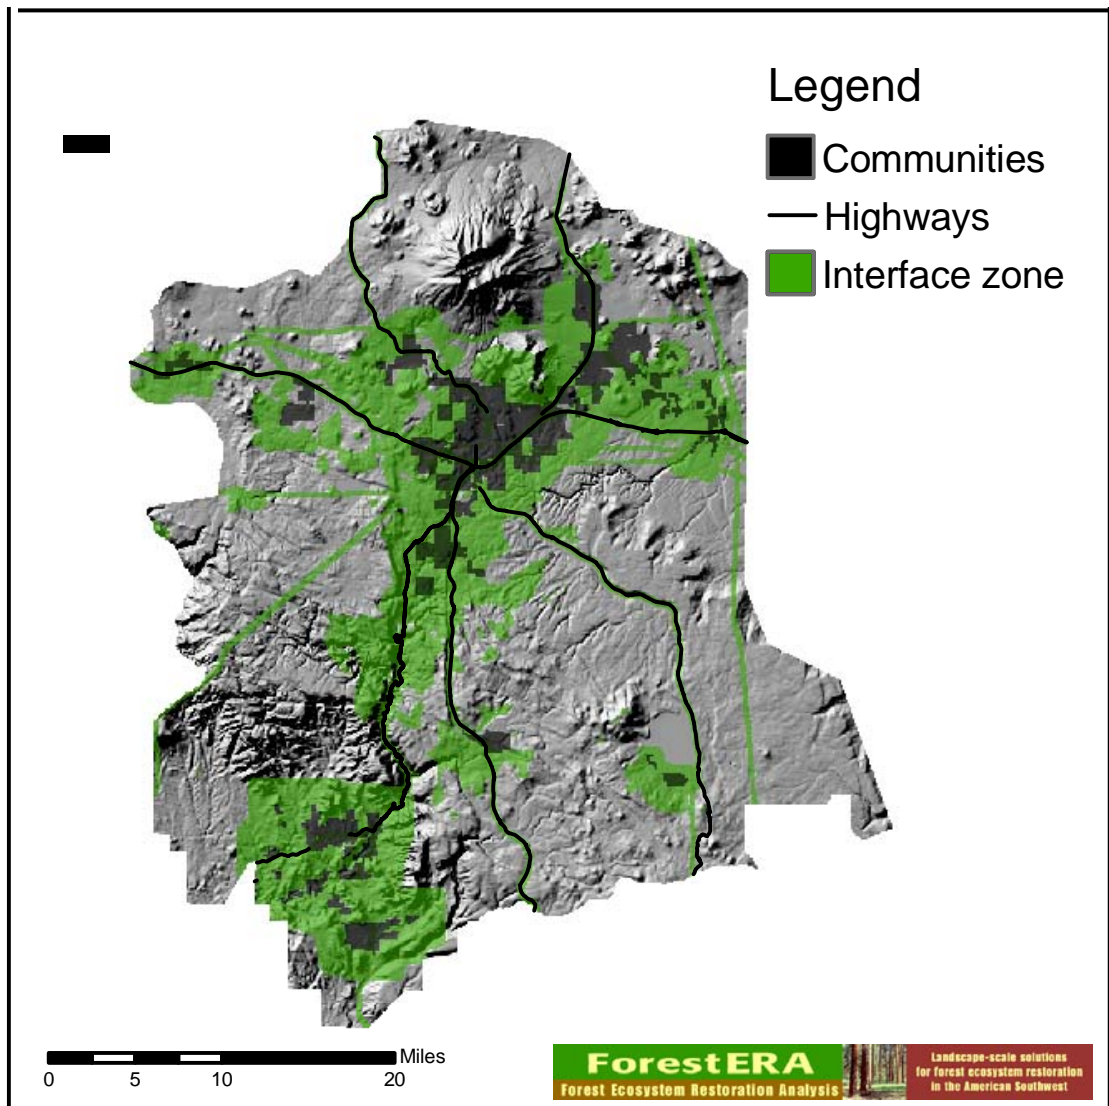 Legend
Communities
Highways
Interface zone
Miles
0 5 10 20
ForestERA
Forest Ecosystem Restoration Analysis
Landscape-scale solutions
for forest ecosystem restoration
in the American Southwest